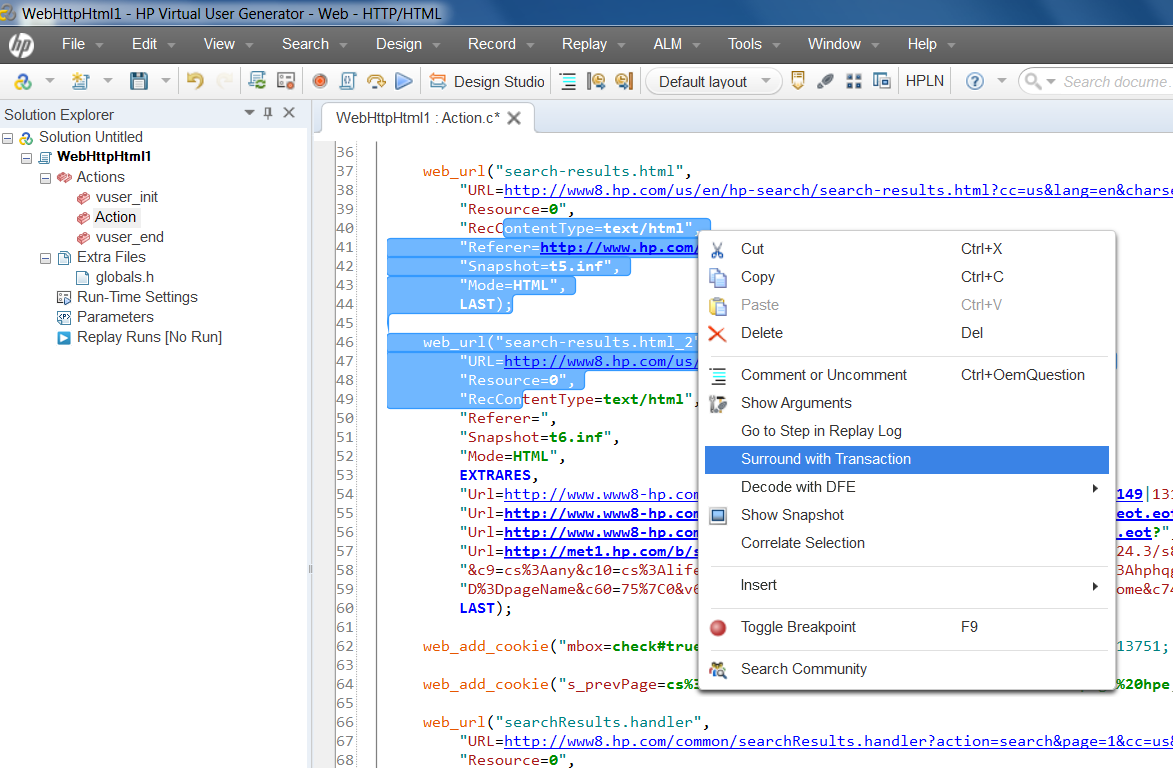 WebHttpHtml1 - HP Virtual User Generator - Web - HTTP/HTML
hp File Edit View Search Design Record Replay ALM Tools Window Help
Design Studio Default layout HPLN Search docume
Solution Explorer
Solution Untitled
WebHttpHtml1
Actions
vuser_init
Action
vuser_end
Extra Files
globals.h
Run-Time Settings
Parameters
Replay Runs [No Run]
WebHttpHtml1 : Action.c*
36
37 web_url("search-results.html",
38 "URL=http://www8.hp.com/us/en/hp-search/search-results.html?cc=us&lang=en&charse
39 "Resource=0",
40 "RecContentType=text/html",
41 "Referer=http://www.hp.com/
42 "Snapshot=t5.inf",
43 "Mode=HTML",
44 LAST);
45
46 web_url("search-results.html_2"
47 "URL=http://www8.hp.com/us/
48 "Resource=0",
49 "RecContentType=text/html",
50 "Referer=",
51 "Snapshot=t6.inf",
52 "Mode=HTML",
53 EXTRARES,
54 "Url=http://www.www8-hp.com 149|131
55 "Url=http://www.www8-hp.com eot.eot
56 "Url=http://www.www8-hp.com .eot?"
57 "Url=http://met1.hp.com/b/s 24.3/s8
58 "&c9=cs%3Aany&c10=cs%3Alife Ahphqg
59 "D%3DpageName&c60=75%7C0&v6 ome&c74
60 LAST);
61
62 web_add_cookie("mbox=check#true 13751;
63
64 web_add_cookie("s_prevPage=cs%3 %20hpe
65
66 web_url("searchResults.handler",
67 "URL=http://www8.hp.com/common/searchResults.handler?action=search&page=1&cc=us&
68 "Resource=0",
Cut Ctrl+X
Copy Ctrl+C
Paste Ctrl+V
Delete Del
Comment or Uncomment Ctrl+OemQuestion
Show Arguments
Go to Step in Replay Log
Surround with Transaction
Decode with DFE
Show Snapshot
Correlate Selection
Insert
Toggle Breakpoint F9
Search Community